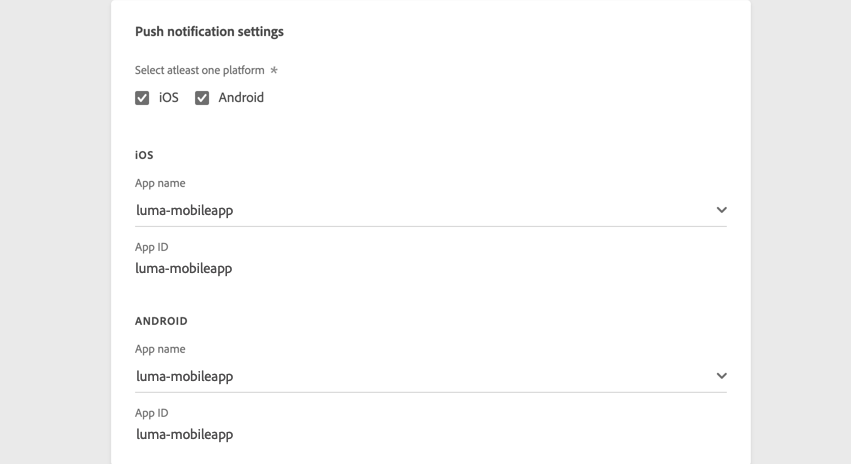 Push notification settings
Select atleast one platform *
iOS Android
iOS
App name
luma-mobileapp
App ID
luma-mobileapp
ANDROID
App name
luma-mobileapp
App ID
luma-mobileapp